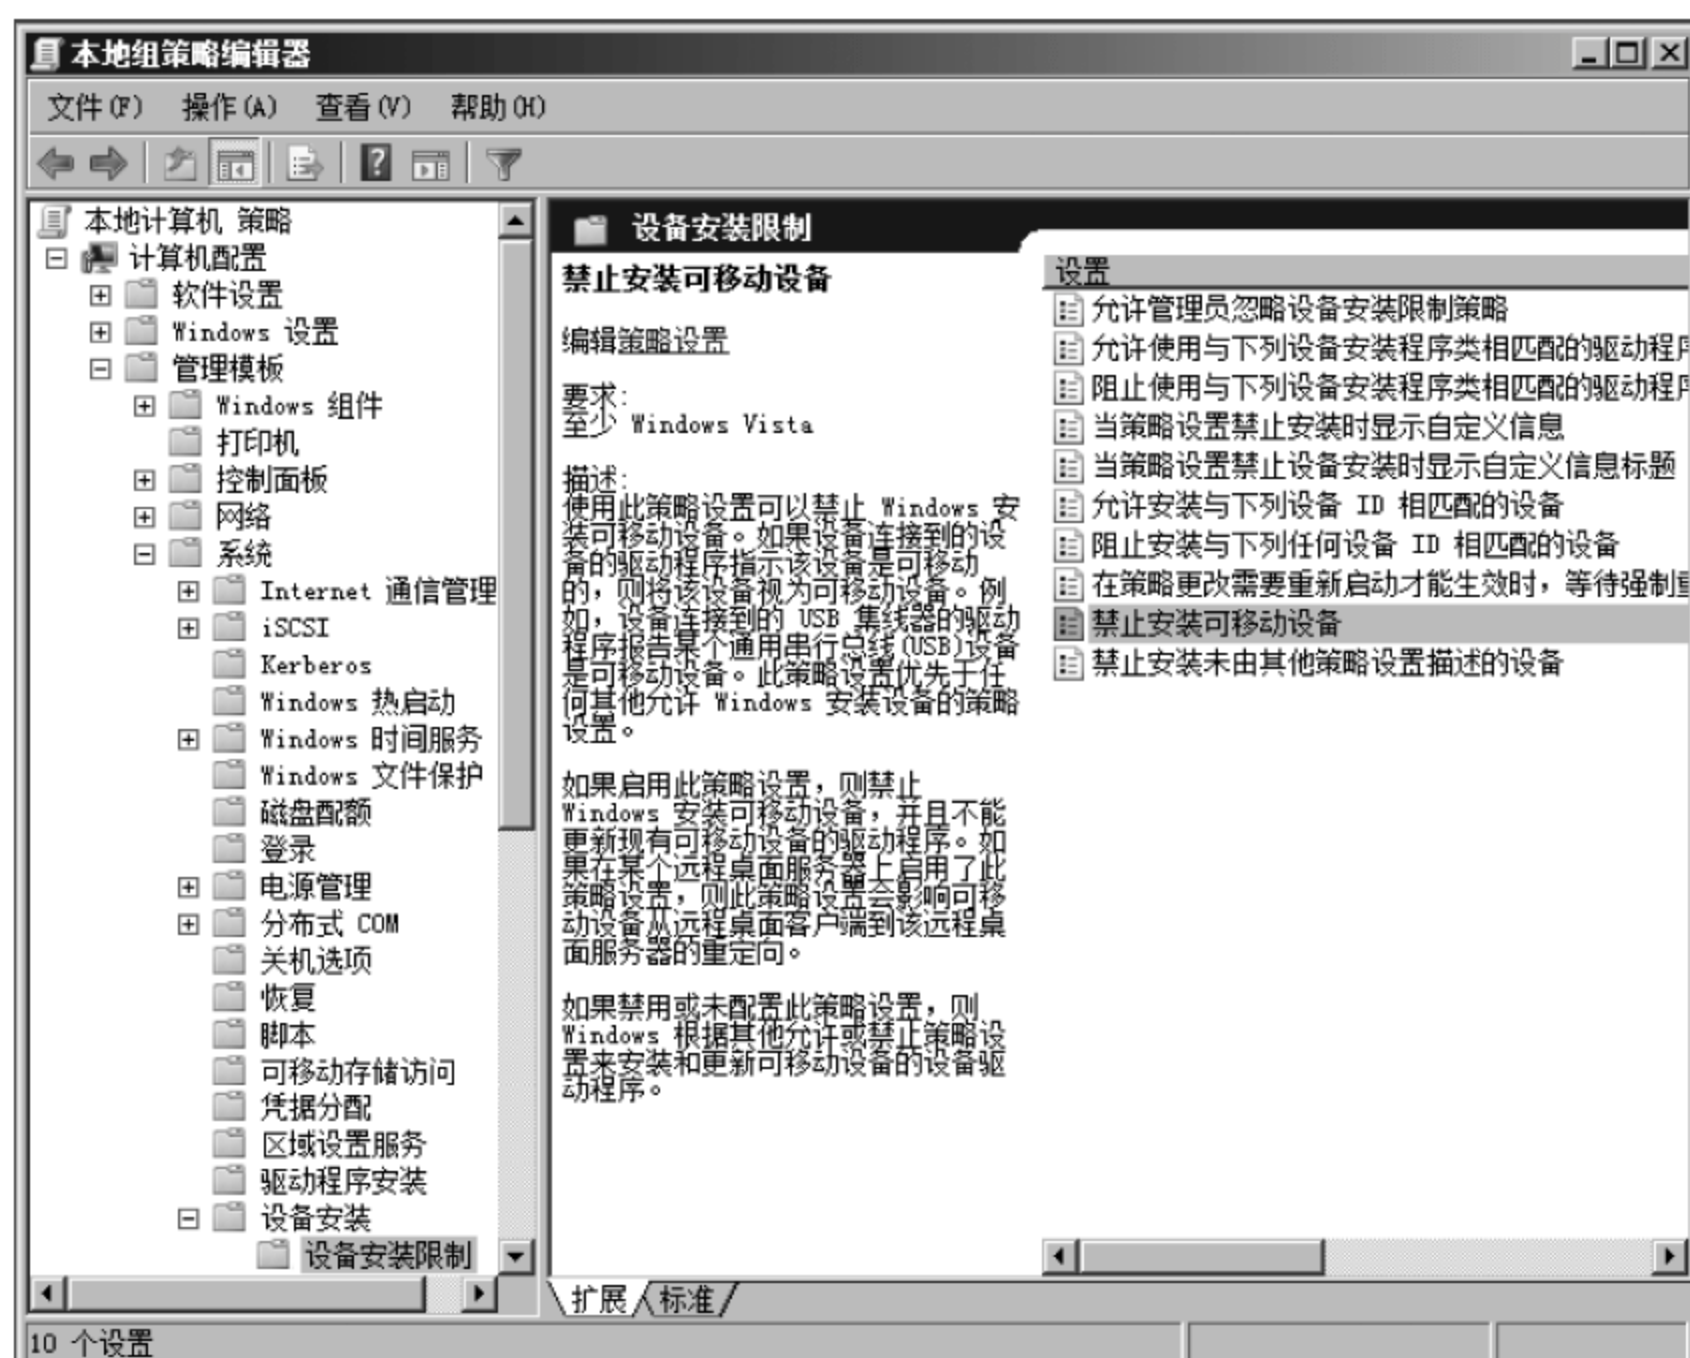 本地组策略编辑器
文件(F) 操作(A) 查看(V) 帮助(H)
本地计算机 策略
计算机配置
软件设置
Windows 设置
管理模板
Windows 组件
打印机
控制面板
网络
系统
Internet 通信管理
iSCSI
Kerberos
Windows 热启动
Windows 时间服务
Windows 文件保护
磁盘配额
登录
电源管理
分布式 COM
关机选项
恢复
脚本
可移动存储访问
凭据分配
区域设置服务
驱动程序安装
设备安装
设备安装限制
设备安装限制
禁止安装可移动设备
编辑策略设置
要求:
至少 Windows Vista
描述:
使用此策略设置可以禁止 Windows 安
装可移动设备。如果设备连接到的设
备的驱动程序指示该设备是可移动
的，则将该设备视为可移动设备。例
如，设备连接到的 USB 集线器的驱动
程序报告某个通用串行总线(USB)设备
是可移动设备。此策略设置优先于任
何其他允许 Windows 安装设备的策略
设置。
如果启用此策略设置，则禁止
Windows 安装可移动设备，并且不能
更新现有可移动设备的驱动程序。如
果在某个远程桌面服务器上启用了此
策略设置，则此策略设置会影响可移
动设备从远程桌面客户端到该远程桌
面服务器的重定向。
如果禁用或未配置此策略设置，则
Windows 根据其他允许或禁止策略设
置来安装和更新可移动设备的设备驱
动程序。
设置
允许管理员忽略设备安装限制策略
允许使用与下列设备安装程序类相匹配的驱动程序
阻止使用与下列设备安装程序类相匹配的驱动程序
当策略设置禁止安装时显示自定义信息
当策略设置禁止设备安装时显示自定义信息标题
允许安装与下列设备 ID 相匹配的设备
阻止安装与下列任何设备 ID 相匹配的设备
在策略更改需要重新启动才能生效时，等待强制重
禁止安装可移动设备
禁止安装未由其他策略设置描述的设备
扩展 标准
10 个设置